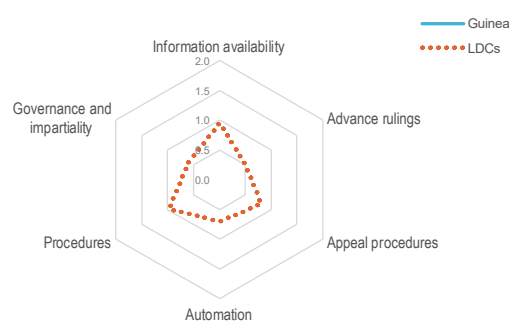 Guinea
LDCs
Information availability
2.0
1.5
1.0
0.5
0.0
Governance and
impartiality
Advance rulings
Procedures
Appeal procedures
Automation